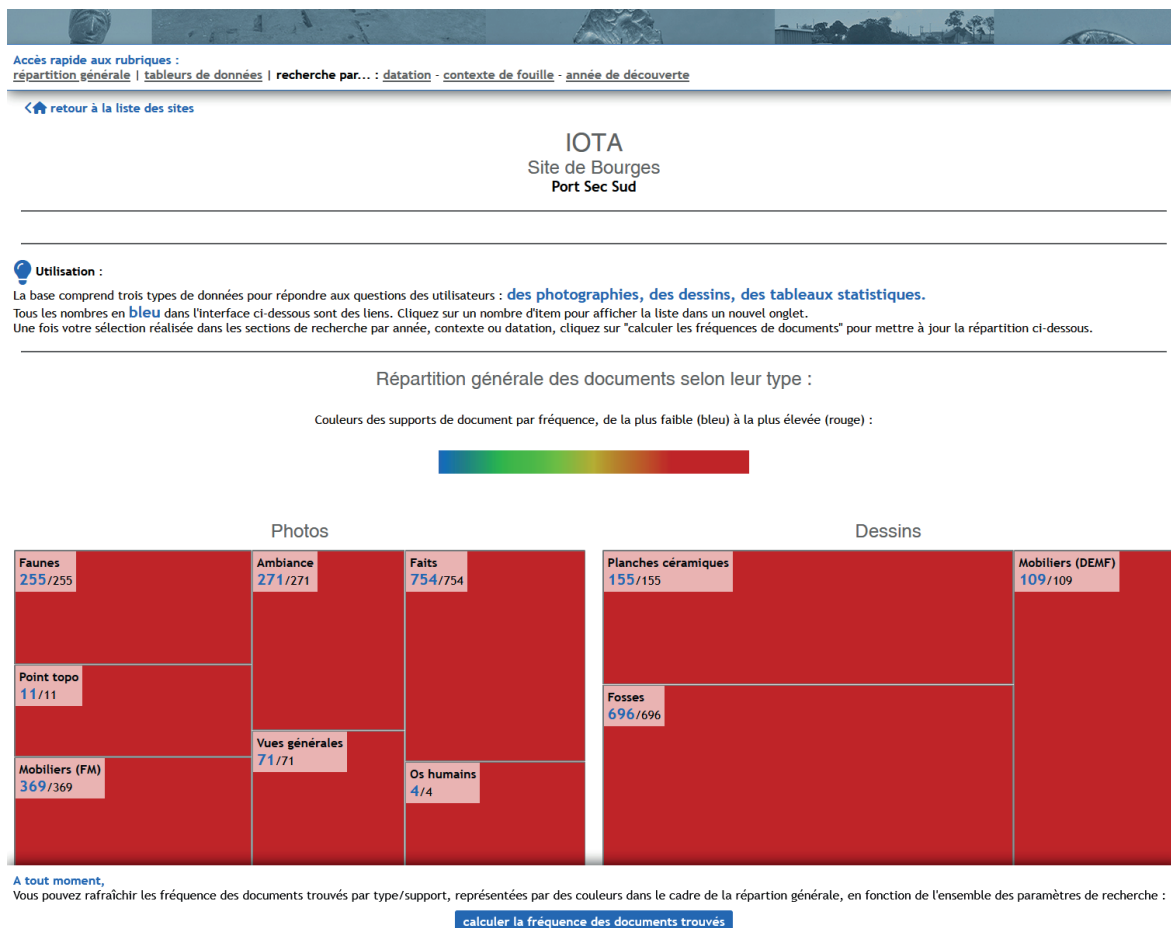 Accès rapide aux rubriques :
répartition générale | tableurs de données | recherche par... : datation - contexte de fouille - année de découverte
retour à la liste des sites
IOTA
Site de Bourges
Port Sec Sud
Utilisation :
La base comprend trois types de données pour répondre aux questions des utilisateurs : des photographies, des dessins, des tableaux statistiques.
Tous les nombres en bleu dans l'interface ci-dessous sont des liens. Cliquez sur un nombre d'item pour afficher la liste dans un nouvel onglet.
Une fois votre sélection réalisée dans les sections de recherche par année, contexte ou datation, cliquez sur "calculer les fréquences de documents" pour mettre à jour la répartition ci-dessous.
Répartition générale des documents selon leur type :
Couleurs des supports de document par fréquence, de la plus faible (bleu) à la plus élevée (rouge) :
Photos
Faunes
255/255
Ambiance
271/271
Faits
754/754
Point topo
11/11
Vues générales
71/71
Mobiliers (FM)
369/369
Os humains
4/4
Dessins
Planches céramiques
155/155
Mobiliers (DEMF)
109/109
Fosses
696/696
A tout moment,
Vous pouvez rafraîchir les fréquence des documents trouvés par type/support, représentées par des couleurs dans le cadre de la répartion générale, en fonction de l'ensemble des paramètres de recherche :
calculer la fréquence des documents trouvés